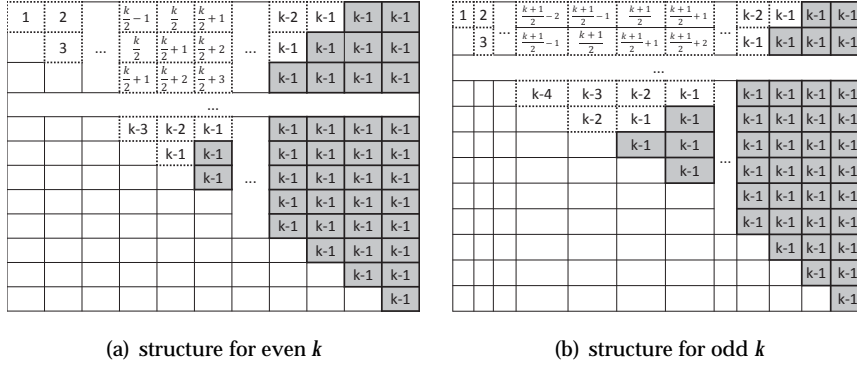 1 2 k/2−1 k/2 k/2+1 k-2 k-1 k-1 k-1
3 ... k/2 k/2+1 k/2+2 ... k-1 k-1 k-1 k-1
k/2+1 k/2+2 k/2+3 k-1 k-1 k-1 k-1
...
k-3 k-2 k-1 k-1 k-1 k-1 k-1
k-1 k-1 k-1 k-1 k-1 k-1
k-1 ... k-1 k-1 k-1 k-1
k-1 k-1 k-1 k-1
k-1 k-1 k-1 k-1
k-1 k-1 k-1
k-1 k-1
k-1
(a) structure for even k
1 2 k+1/2−2 k+1/2−1 k+1/2 k+1/2+1 k-2 k-1 k-1 k-1
3 ... k+1/2−1 k+1/2 k+1/2+1 k+1/2+2 ... k-1 k-1 k-1 k-1
...
k-4 k-3 k-2 k-1 k-1 k-1 k-1 k-1
k-2 k-1 k-1 k-1 k-1 k-1 k-1
k-1 k-1 k-1 k-1 k-1 k-1
k-1 ... k-1 k-1 k-1 k-1
k-1 k-1 k-1 k-1
k-1 k-1 k-1 k-1
k-1 k-1 k-1
k-1 k-1
k-1
(b) structure for odd k